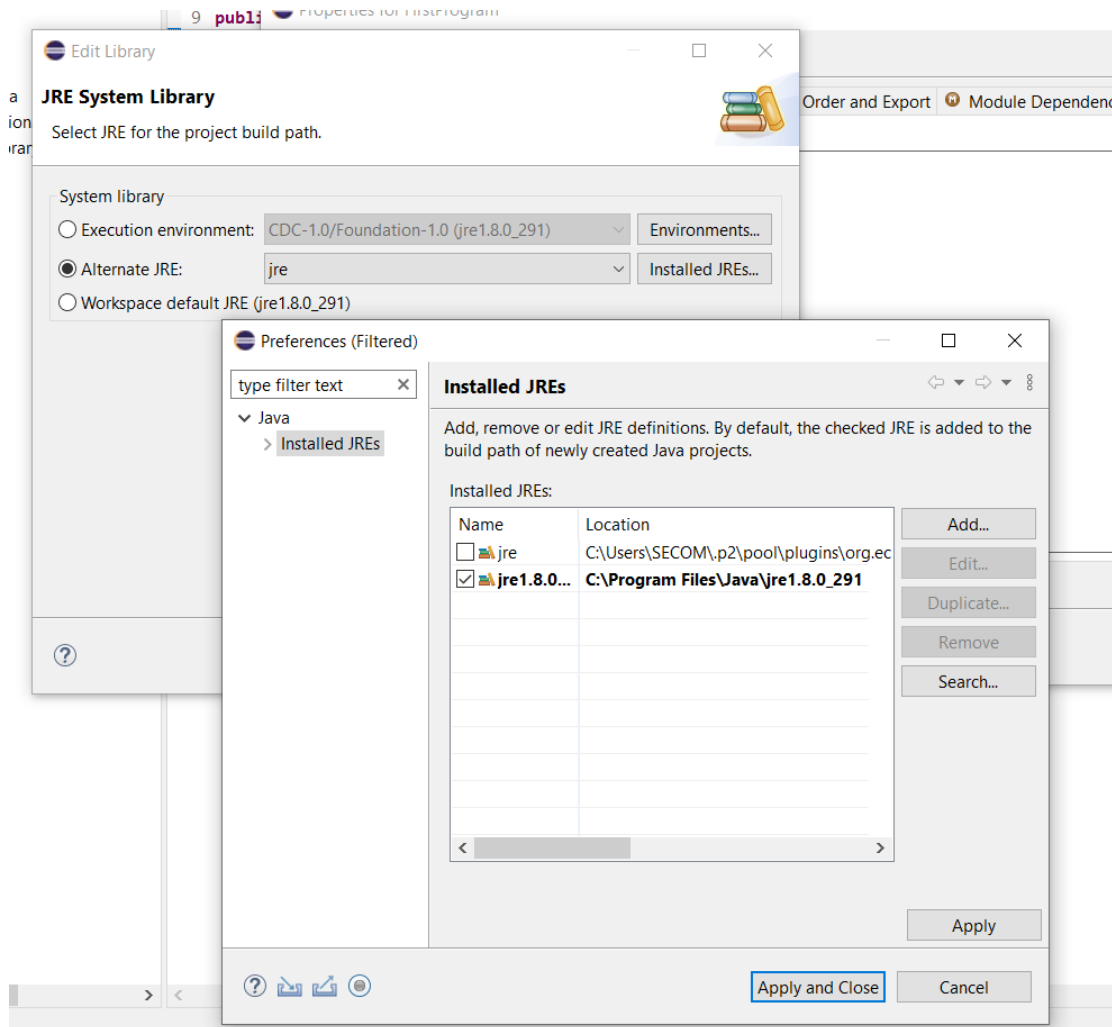 9 publi
Properties for FirstProgram
Edit Library
JRE System Library
Select JRE for the project build path.
a
ion
Order and Export
Module Dependenc
System library
Execution environment:
CDC-1.0/Foundation-1.0 (jre1.8.0_291)
Environments...
Alternate JRE:
jre
Installed JREs...
Workspace default JRE (jre1.8.0_291)
Preferences (Filtered)
type filter text
Java
Installed JREs
Installed JREs
Add, remove or edit JRE definitions. By default, the checked JRE is added to the
build path of newly created Java projects.
Installed JREs:
Name
Location
jre
C:\Users\SECOM\.p2\pool\plugins\org.ec
jre1.8.0...
C:\Program Files\Java\jre1.8.0_291
Add...
Edit...
Duplicate...
Remove
Search...
Apply
Apply and Close
Cancel